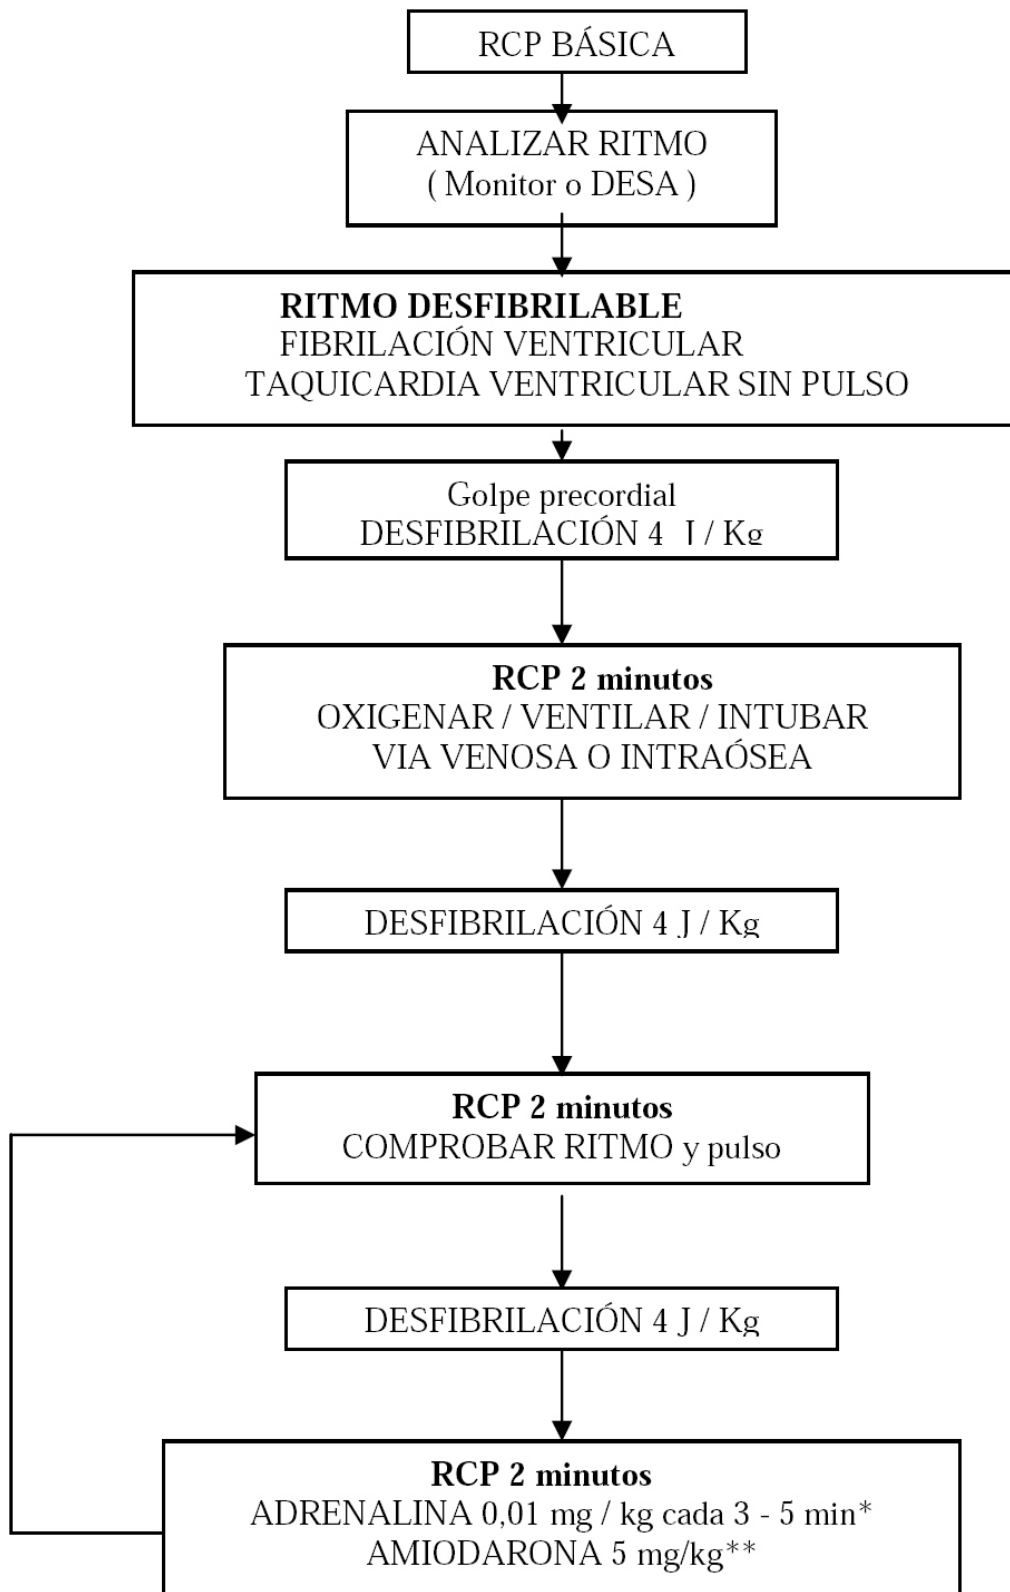 RCP BÁSICA
ANALIZAR RITMO
( Monitor o DESA )
RITMO DESFIBRILABLE
FIBRILACIÓN VENTRICULAR
TAQUICARDIA VENTRICULAR SIN PULSO
Golpe precordial
DESFIBRILACIÓN 4 J / Kg
RCP 2 minutos
OXIGENAR / VENTILAR / INTUBAR
VIA VENOSA O INTRAÓSEA
DESFIBRILACIÓN 4 J / Kg
RCP 2 minutos
COMPROBAR RITMO y pulso
DESFIBRILACIÓN 4 J / Kg
RCP 2 minutos
ADRENALINA 0,01 mg / kg cada 3 - 5 min*
AMIODARONA 5 mg/kg**